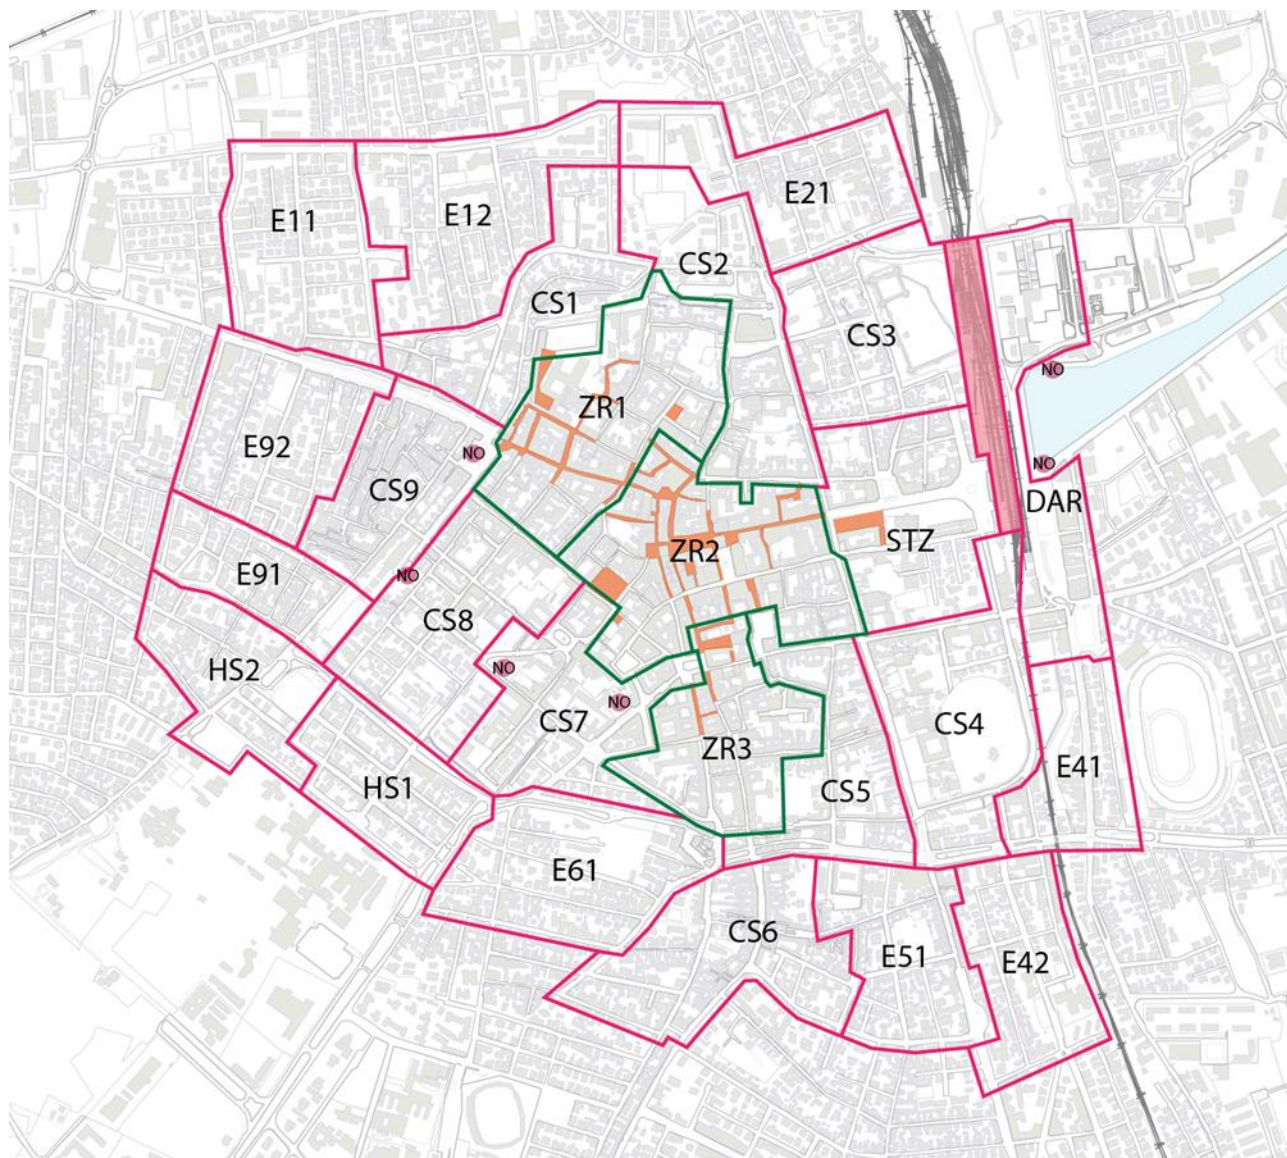 E21
E11
E12
CS2
CS1
CS3
NO
ZR1
E92
NO
NO
CS9
DAR
STZ
ZR2
E91
NO
CS8
NO
HS2
NO
CS7
CS4
ZR3
E41
HS1
CS5
E61
CS6
E51
E42